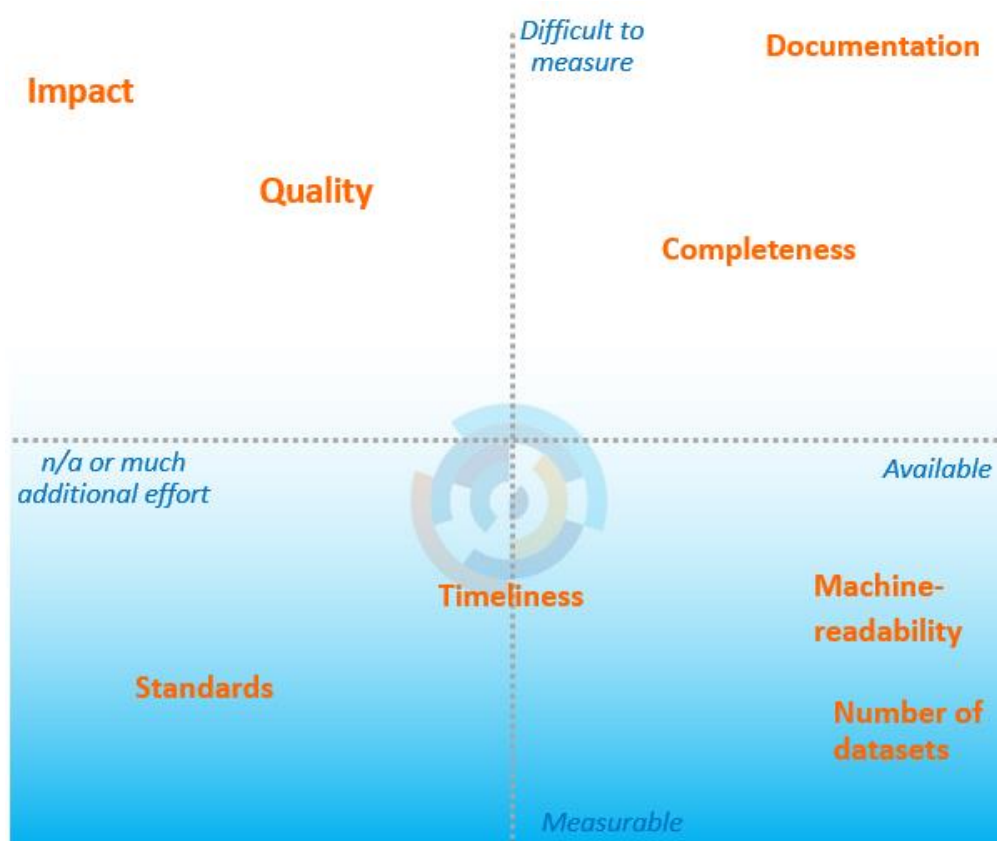 Difficult to
measure
Documentation
Impact
Quality
Completeness
n/a or much
additional effort
Available
Timeliness
Machine-
readability
Standards
Number of
datasets
Measurable